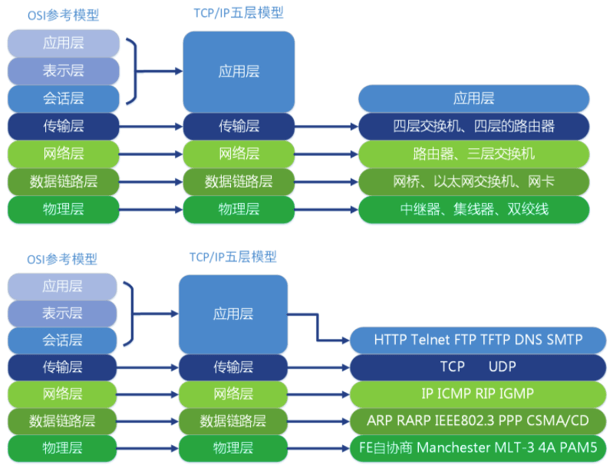 OSI参考模型 TCP/IP五层模型
应用层
表示层
会话层
应用层
应用层
传输层 传输层 四层交换机、四层的路由器
网络层 网络层 路由器、三层交换机
数据链路层 数据链路层 网桥、以太网交换机、网卡
物理层 物理层 中继器、集线器、双绞线
OSI参考模型 TCP/IP五层模型
应用层
表示层
会话层
应用层
HTTP Telnet FTP TFTP DNS SMTP
传输层 传输层 TCP UDP
网络层 网络层 IP ICMP RIP IGMP
数据链路层 数据链路层 ARP RARP IEEE802.3 PPP CSMA/CD
物理层 物理层 FE自协商 Manchester MLT-3 4A PAM5